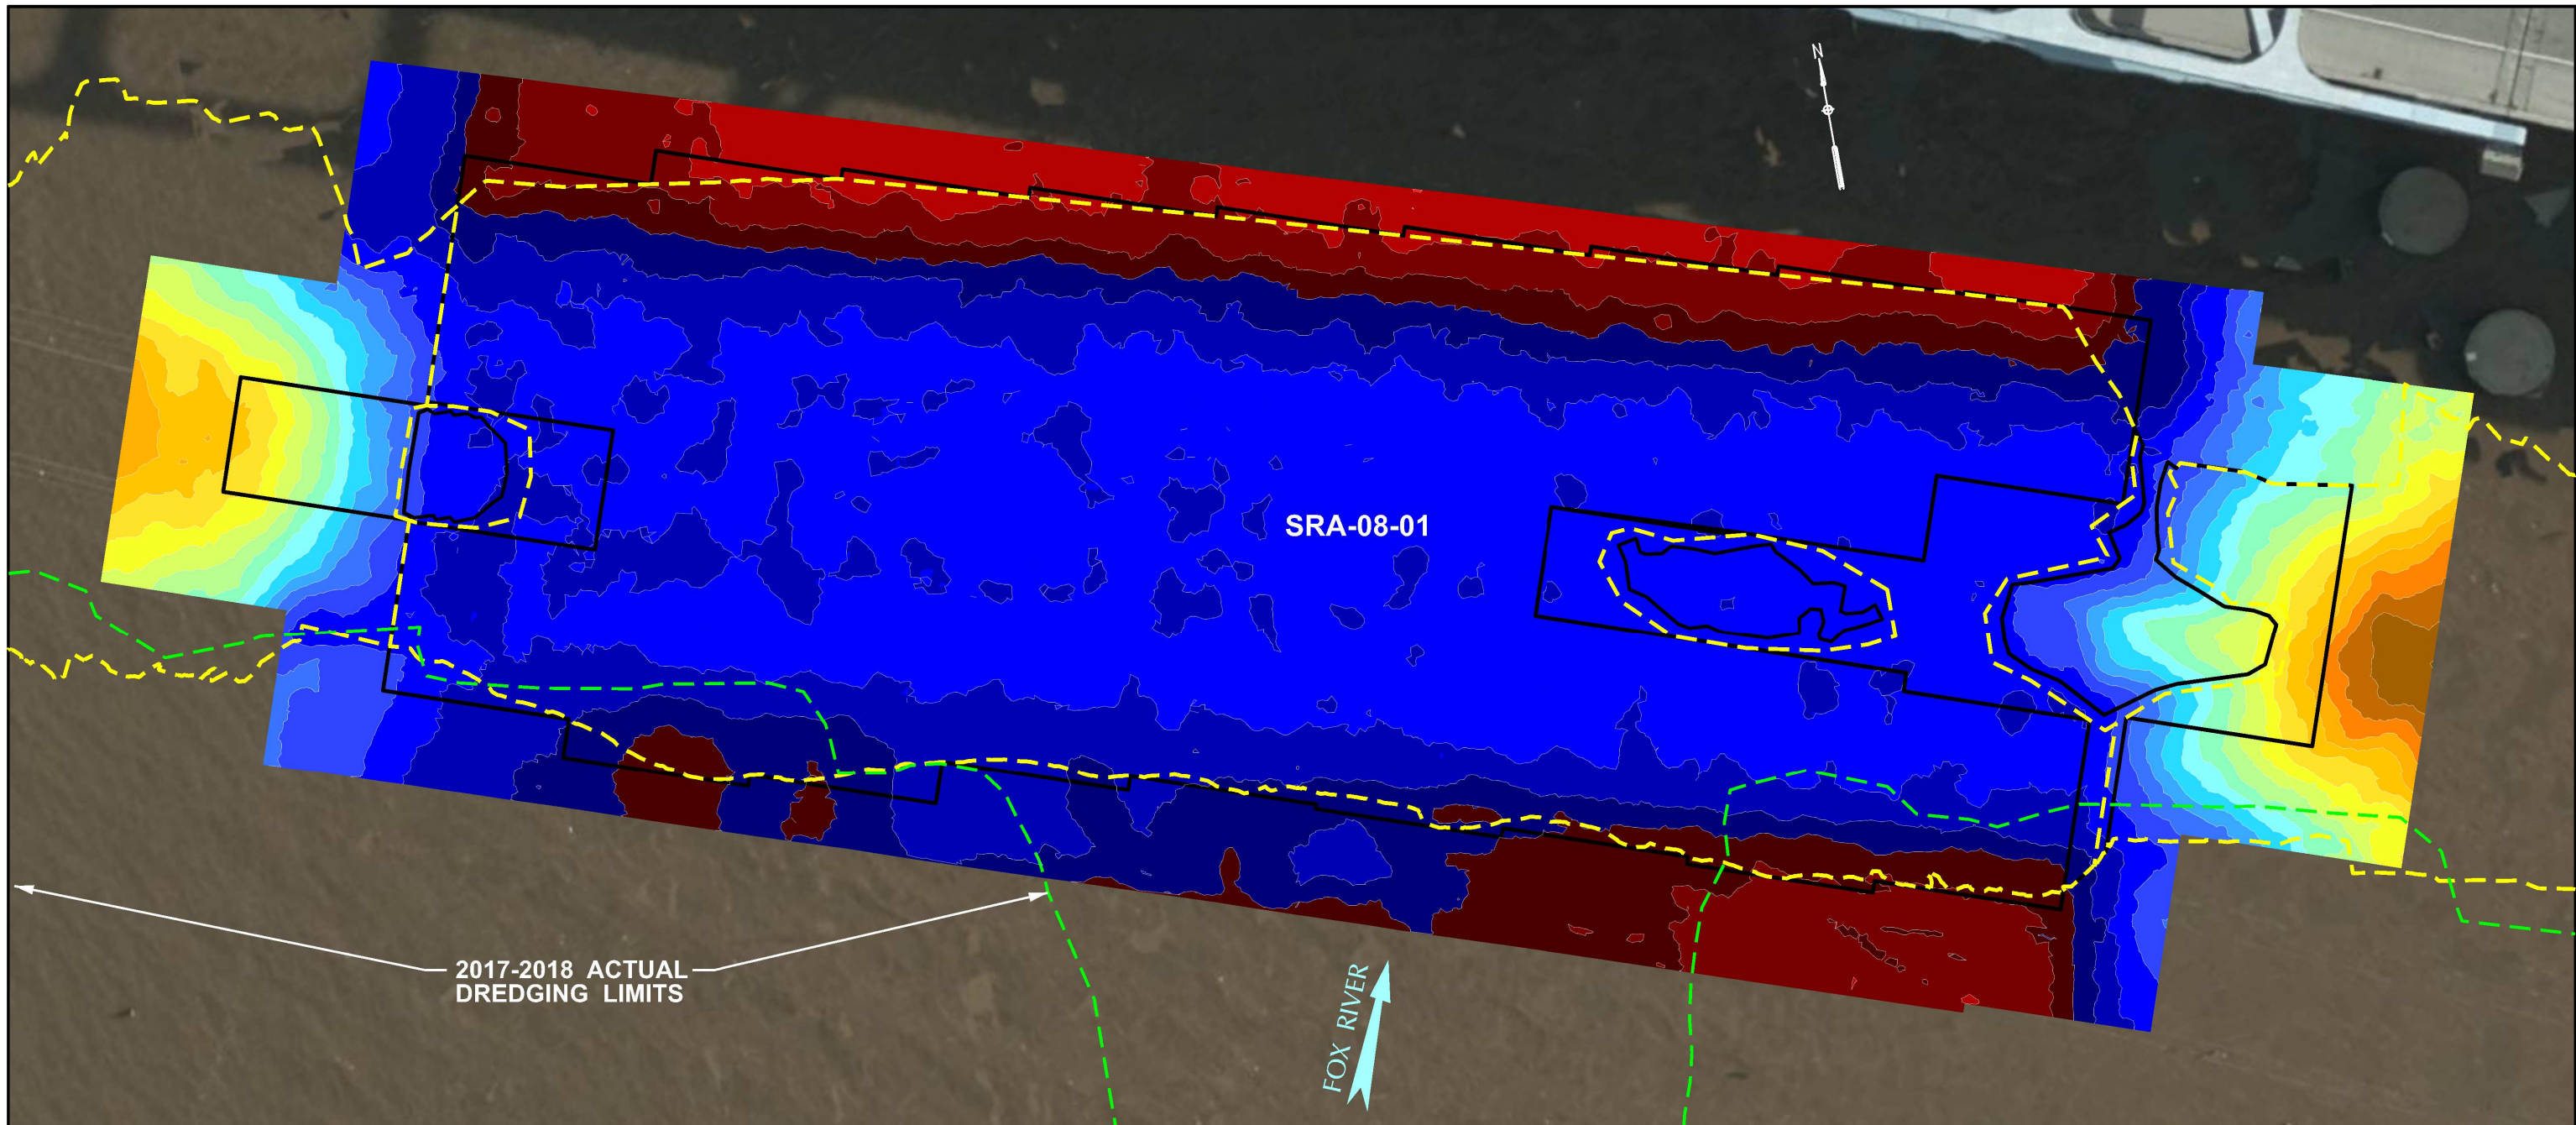 N
SRA-08-01
2017-2018 ACTUAL
DREDGING LIMITS
FOX RIVER